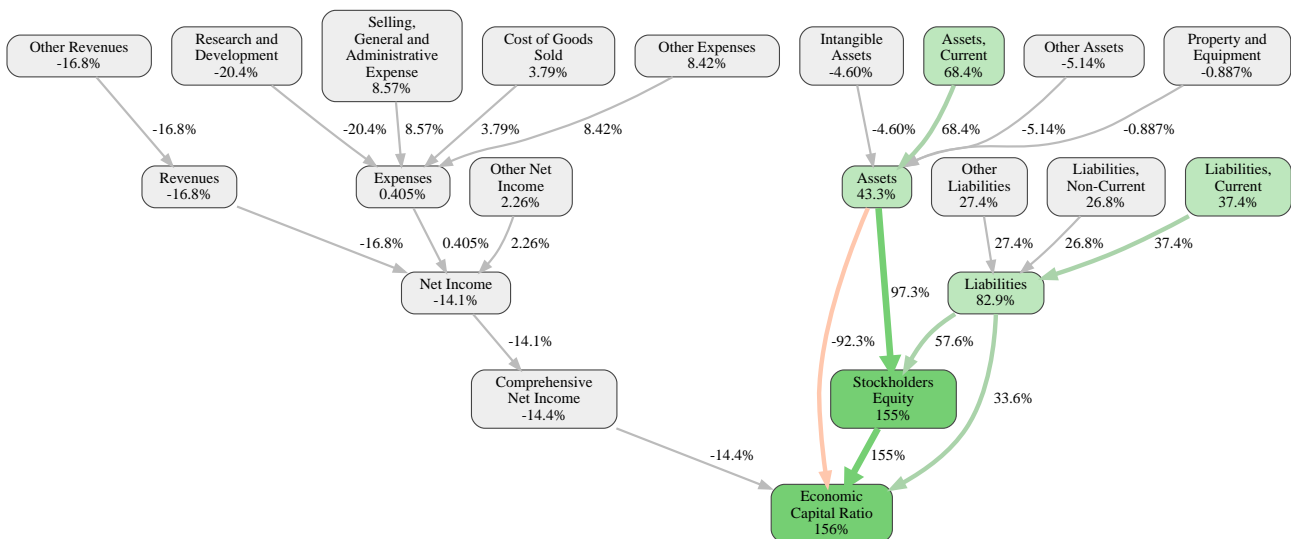 Other Revenues
-16.8%
Research and
Development
-20.4%
Selling,
General and
Administrative
Expense
8.57%
Cost of Goods
Sold
3.79%
Other Expenses
8.42%
Intangible
Assets
-4.60%
Assets,
Current
68.4%
Other Assets
-5.14%
Property and
Equipment
-0.887%
-16.8%
-20.4%
8.57%
3.79%
8.42%
-4.60%
68.4%
-5.14%
-0.887%
Revenues
-16.8%
Expenses
0.405%
Other Net
Income
2.26%
Assets
43.3%
Other
Liabilities
27.4%
Liabilities,
Non-Current
26.8%
Liabilities,
Current
37.4%
-16.8%
0.405%
2.26%
27.4%
26.8%
37.4%
Net Income
-14.1%
97.3%
Liabilities
82.9%
-14.1%
-92.3%
57.6%
Comprehensive
Net Income
-14.4%
Stockholders
Equity
155%
33.6%
-14.4%
155%
Economic
Capital Ratio
156%